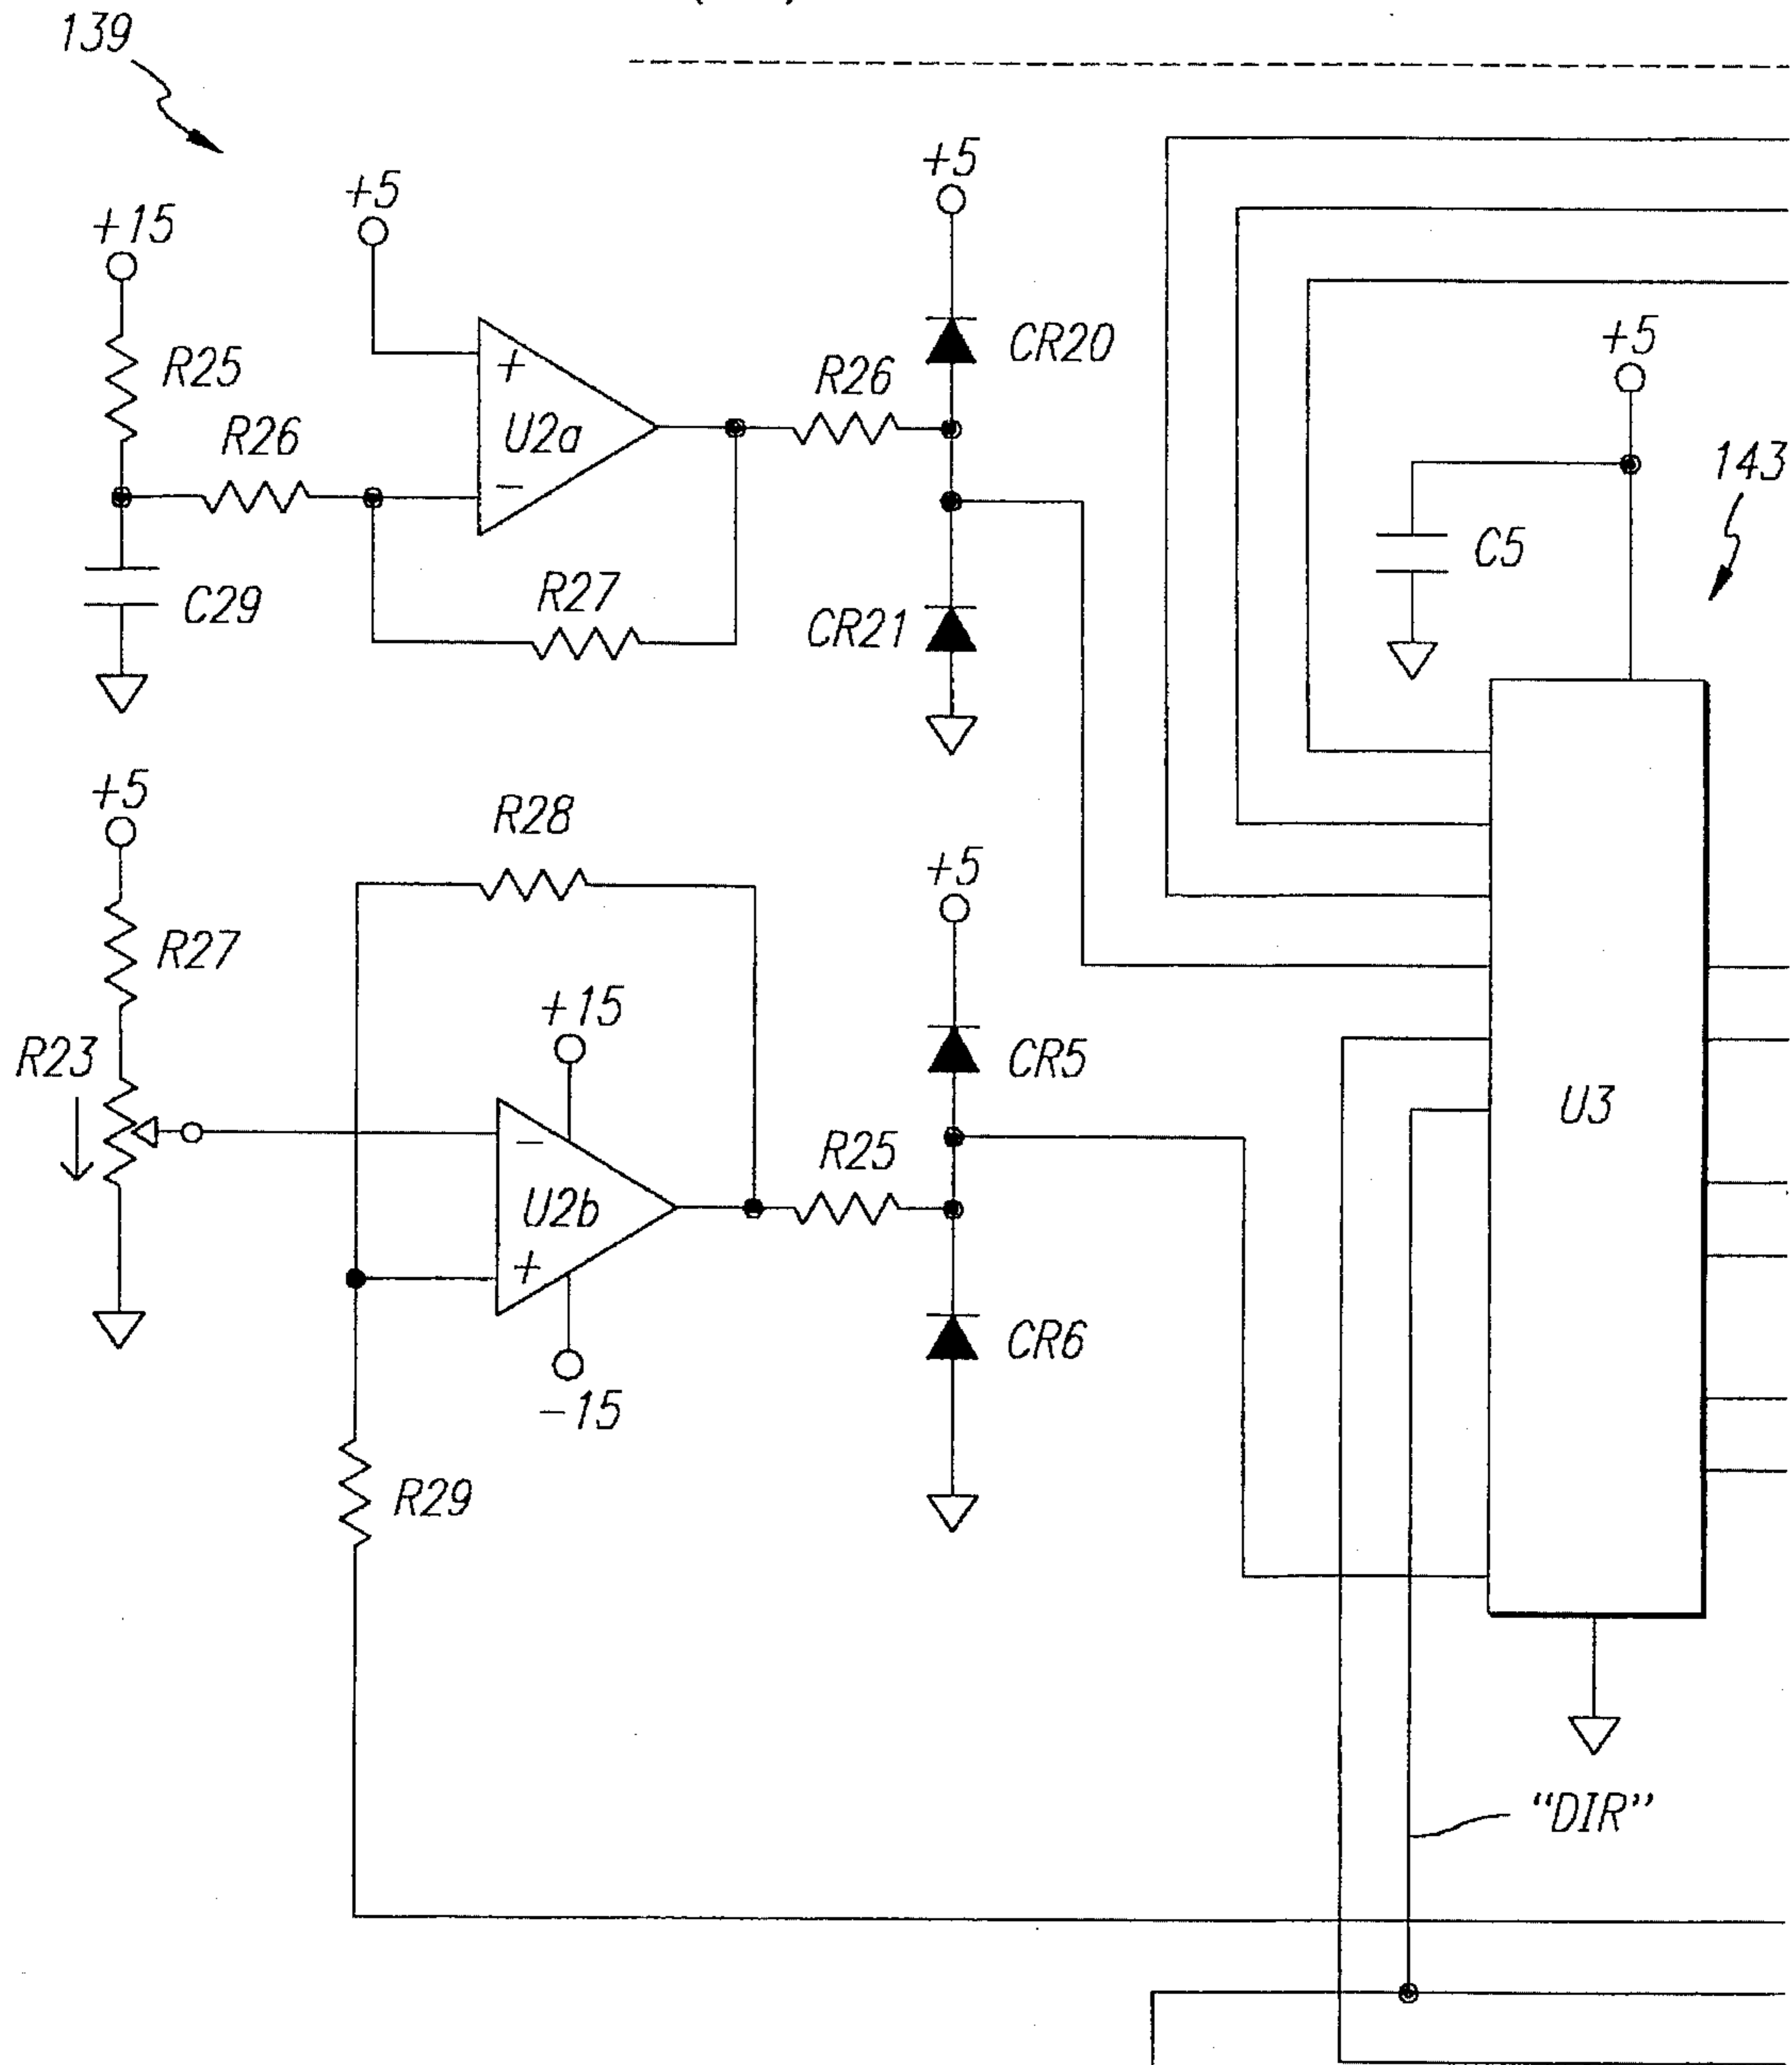 139
+5
+15
+5
R25
R26
+
U2a
−
R26
CR20
+5
143
C5
C29
R27
CR21
+5
R28
+5
R27
+15
R23
CR5
−
U2b
+
R25
U3
CR6
−15
R29
"DIR"